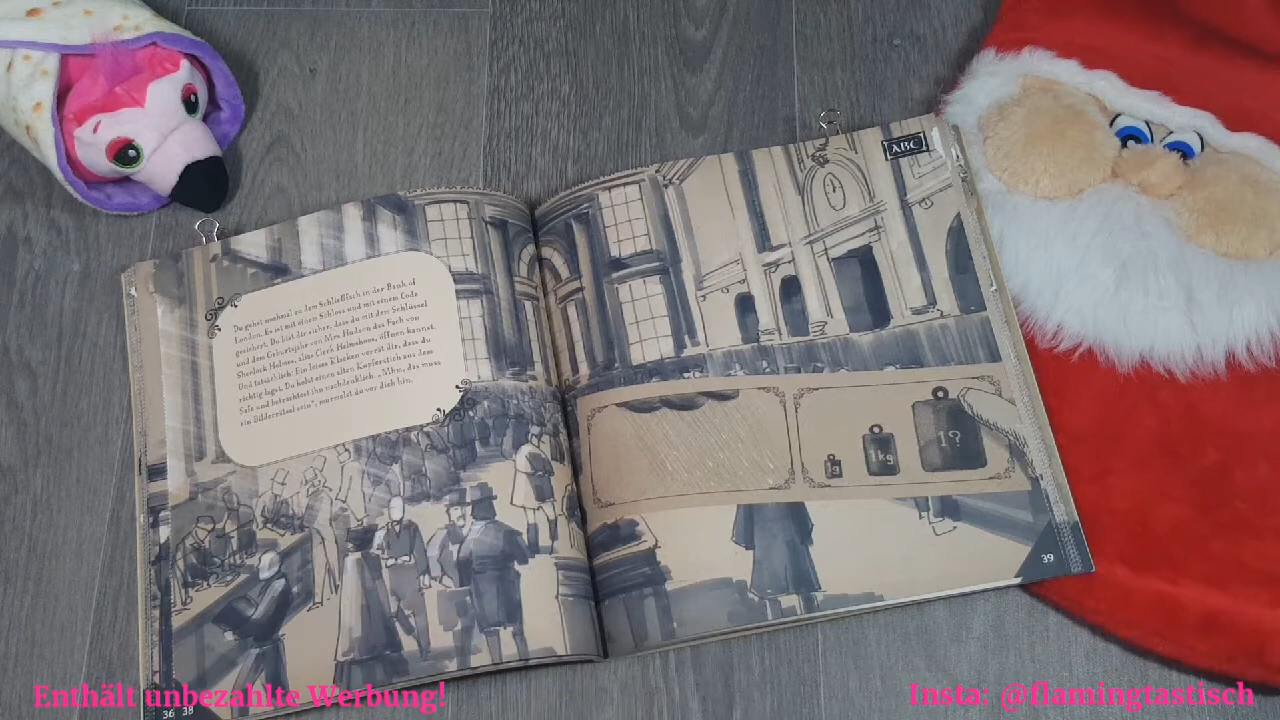 ABC
Du gehst nochmal zu dem Schließfach in der Bank of
London. Es ist mit einem Schloss und mit einem Code
gesichert. Du bist dir sicher, dass du mit dem Schlüssel
und dem Geburtsjahr von Mrs. Hudson das Fach von
Sherlock Holmes, alias Clerk Helmshoes, öffnen kannst.
Und tatsächlich: Ein leises Klacken verrät dir, dass du
richtig lagst. Du holst einen alten Kupferstich aus dem
Safe und betrachtest ihn nachdenklich. „Mhm, das muss
ein Bilderrätsel sein“, murmelst du vor dich hin.
1g
1kg
1?
39
36 38
Enthält unbezahlte Werbung!
Insta: @flamingtastisch